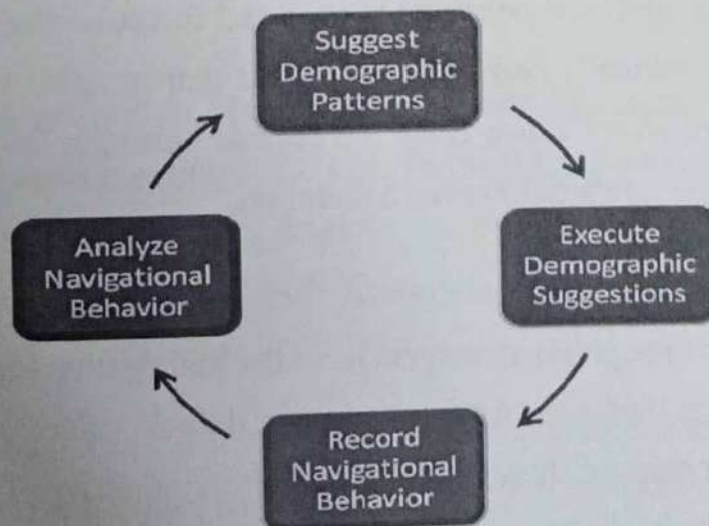 Suggest
Demographic
Patterns
Execute
Demographic
Suggestions
Record
Navigational
Behavior
Analyze
Navigational
Behavior